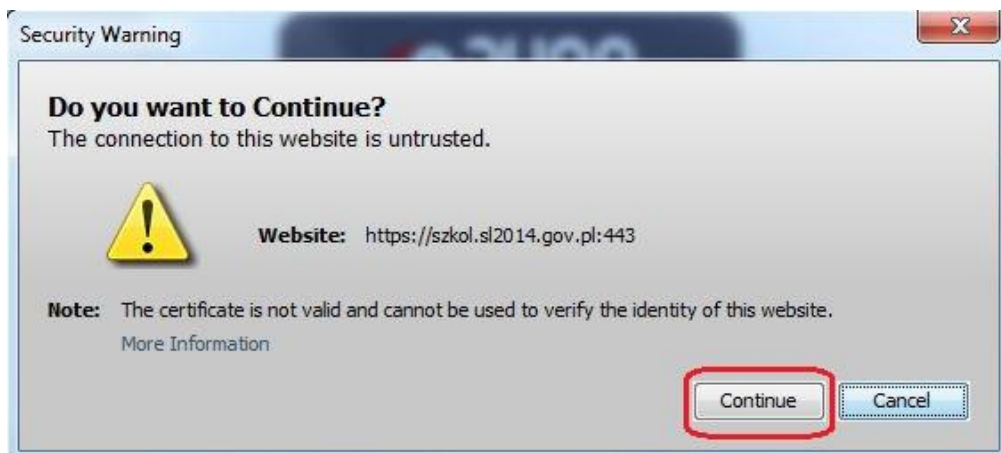 Security Warning
Do you want to Continue?
The connection to this website is untrusted.
Website: https://szkol.sl2014.gov.pl:443
Note: The certificate is not valid and cannot be used to verify the identity of this website.
More Information
Continue Cancel